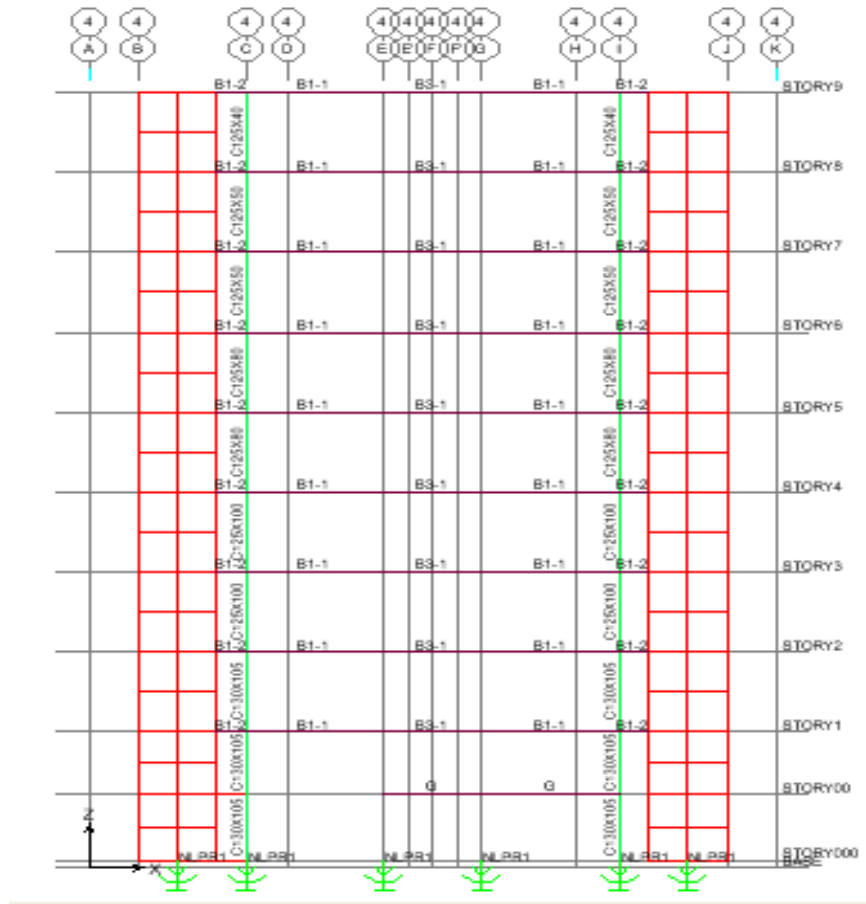 4 4 4 4 4 4 4 4 4 4 4 4 4
A B C D E E' F F' G H I J K
B1-2 B1-1 B3-1 B1-1 B1-2 STORY9
C125X40 C125X40
B1-2 B1-1 B3-1 B1-1 B1-2 STORY8
C125X50 C125X50
B1-2 B1-1 B3-1 B1-1 B1-2 STORY7
C125X50 C125X50
B1-2 B1-1 B3-1 B1-1 B1-2 STORY6
C125X80 C125X80
B1-2 B1-1 B3-1 B1-1 B1-2 STORY5
C125X80 C125X80
B1-2 B1-1 B3-1 B1-1 B1-2 STORY4
C125X100 C125X100
B1-2 B1-1 B3-1 B1-1 B1-2 STORY3
C125X100 C125X100
B1-2 B1-1 B3-1 B1-1 B1-2 STORY2
C130X105 C130X105
B1-2 B1-1 B3-1 B1-1 B1-2 STORY1
C130X105 C130X105
G G STORY00
C130X105 C130X105
Z
NLPR1 NLPR1 NLPR1 NLPR1 NLPR1 NLPR1 STORY000
X BASE